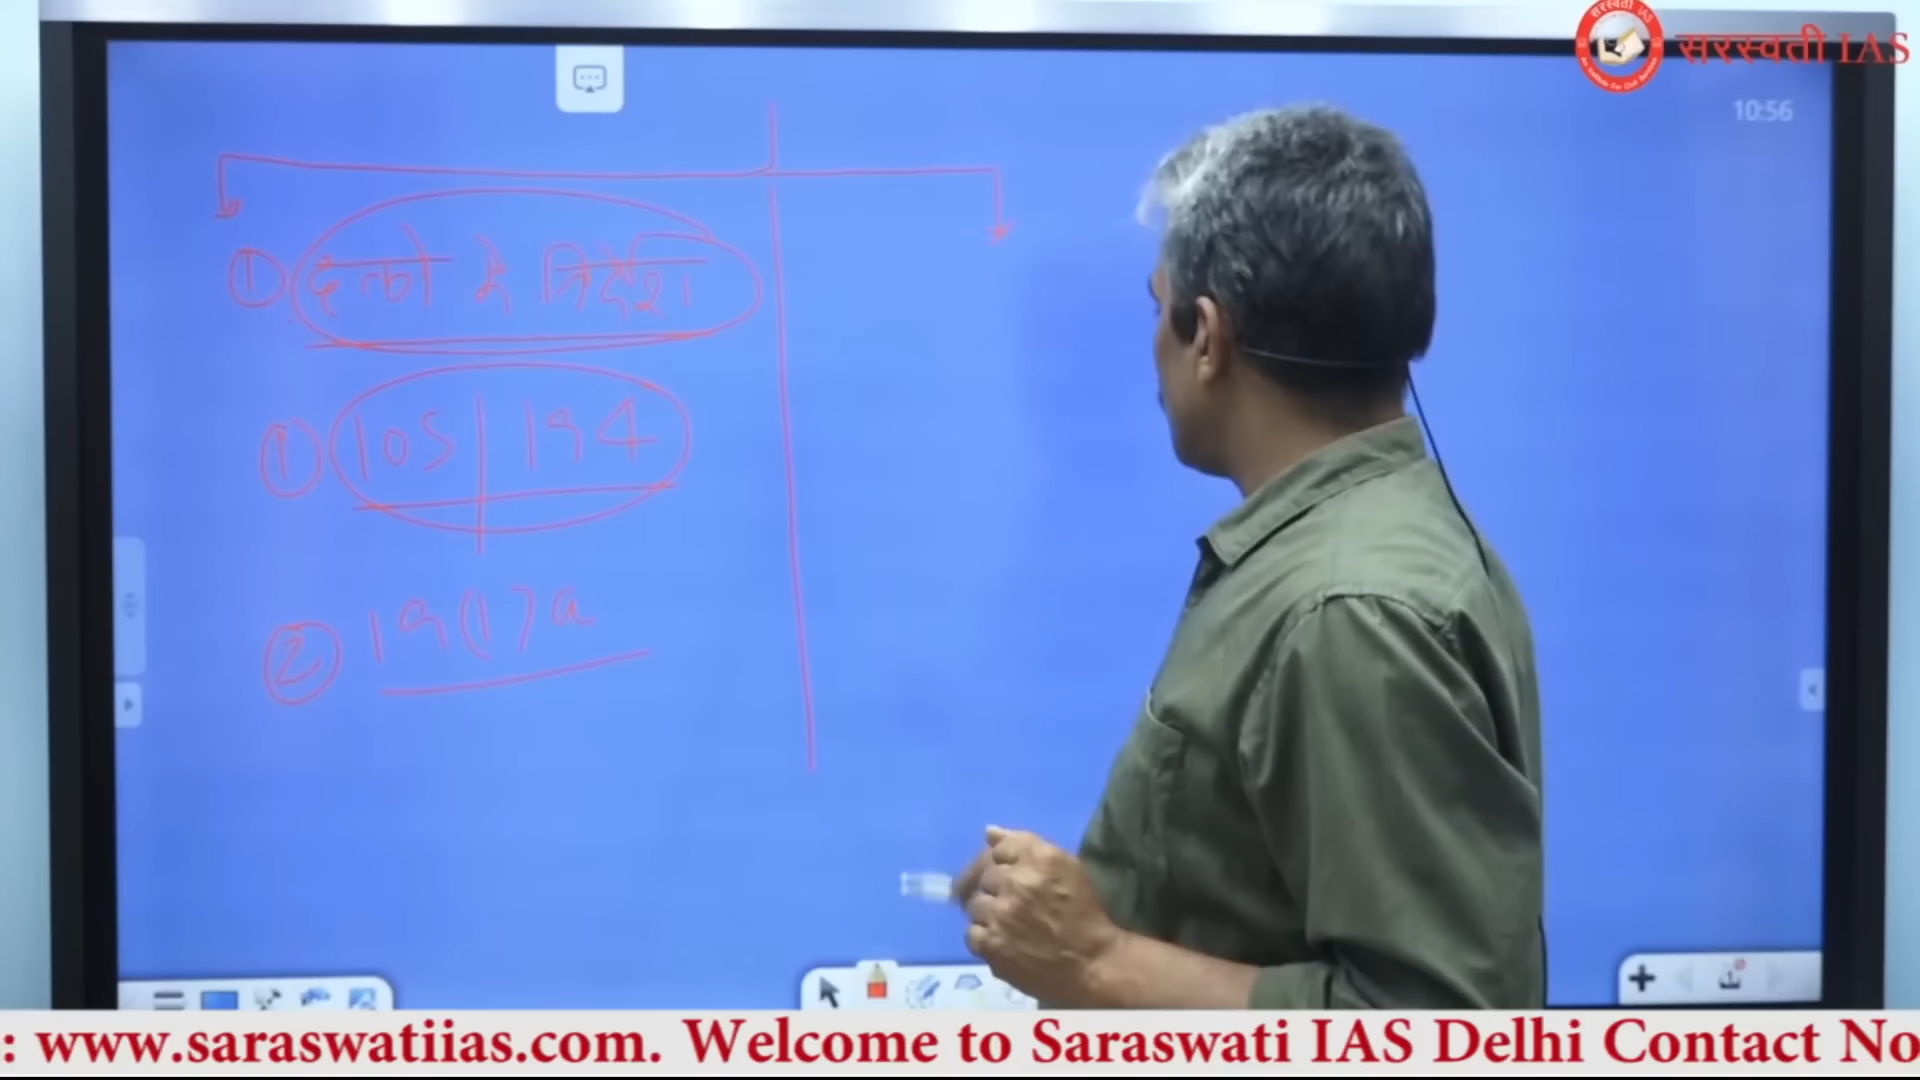 सरस्वती IAS
10:56
① दलों के निर्देश
① 105 | 194
② 19(1)a
: www.saraswatiias.com. Welcome to Saraswati IAS Delhi Contact No